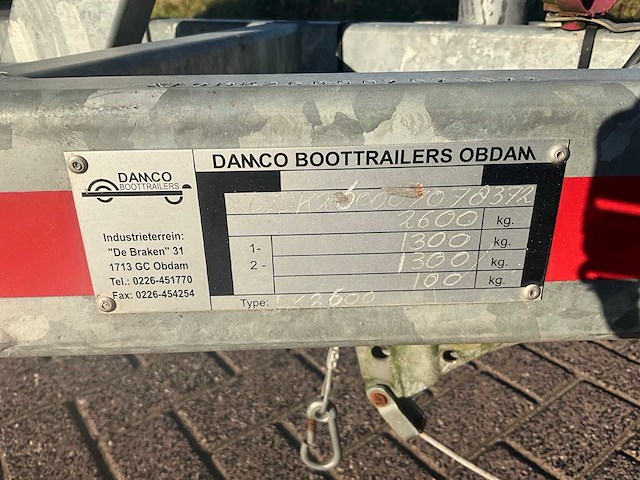 DAMCO
BOOTTRAILERS
Industrieterrein:
"De Braken" 31
1713 GC Obdam
Tel.: 0226-451770
Fax: 0226-454254
DAMCO BOOTTRAILERS OBDAM
2600 kg.
1- 1300 kg.
2 - 1300 kg.
100 kg.
Type: K2600